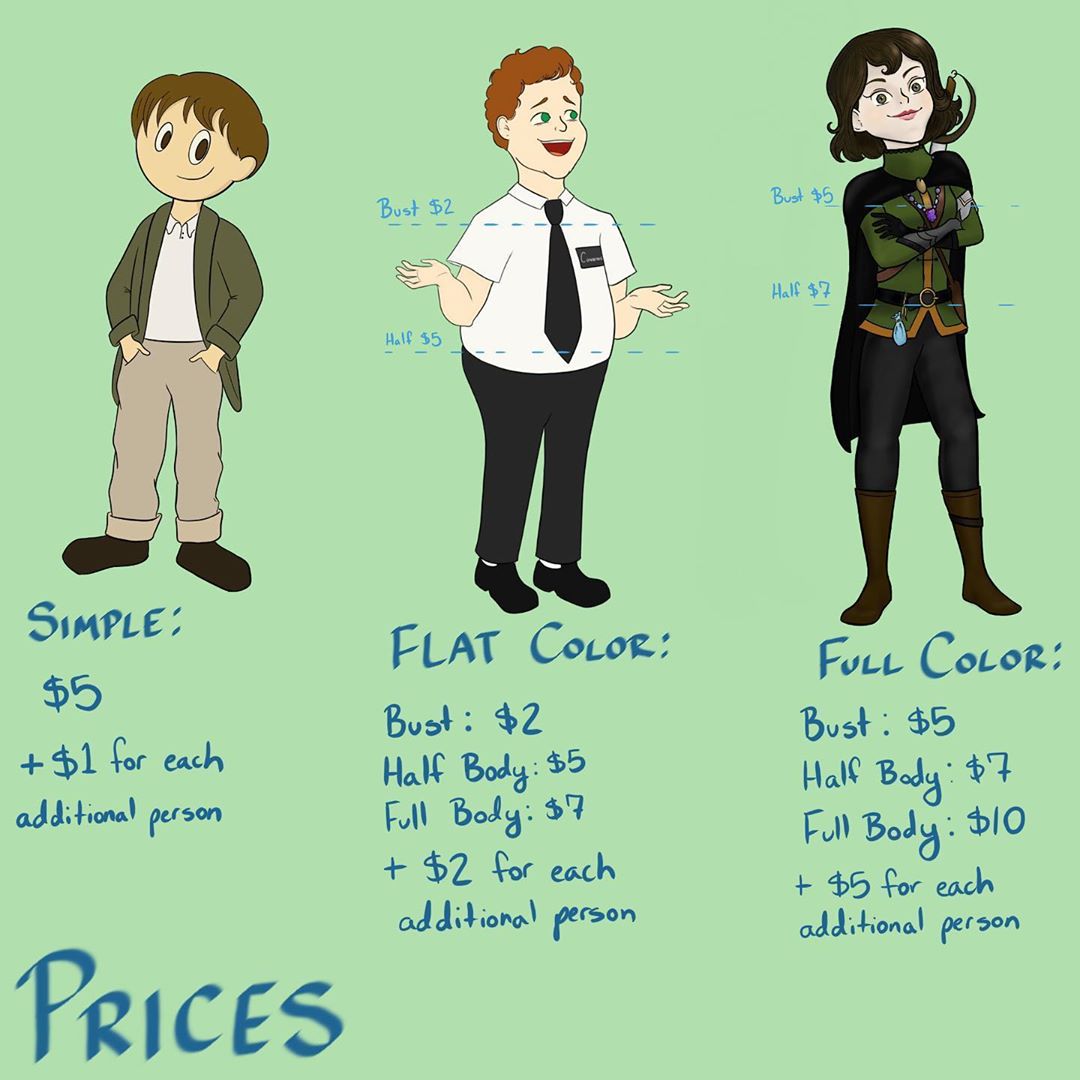 Bust $2
Half $5
Bust $5
Half $7
SIMPLE:
$5
+ $1 for each
additional person
FLAT COLOR:
Bust: $2
Half Body: $5
Full Body: $7
+ $2 for each
additional person
FULL COLOR:
Bust: $5
Half Body: $7
Full Body: $10
+ $5 for each
additional person
PRICES